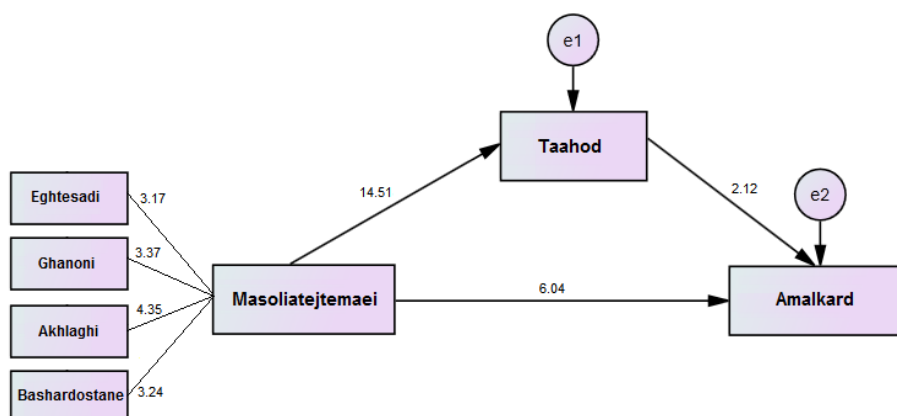 e1
Taahod
14.51
2.12
e2
Eghtesadi
3.17
Ghanoni
3.37
Masoliatejtemaei
6.04
Amalkard
Akhlaghi
4.35
Bashardostane
3.24